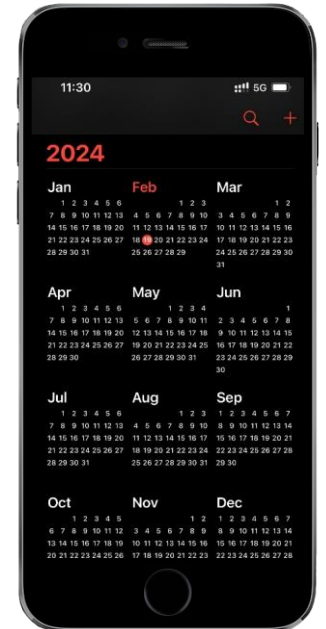 11:30
5G
2024
Jan
1 2 3 4 5 6
7 8 9 10 11 12 13
14 15 16 17 18 19 20
21 22 23 24 25 26 27
28 29 30 31
Feb
1 2 3
4 5 6 7 8 9 10
11 12 13 14 15 16 17
18 19 20 21 22 23 24
25 26 27 28 29
Mar
1 2
3 4 5 6 7 8 9
10 11 12 13 14 15 16
17 18 19 20 21 22 23
24 25 26 27 28 29 30
31
Apr
1 2 3 4 5 6
7 8 9 10 11 12 13
14 15 16 17 18 19 20
21 22 23 24 25 26 27
28 29 30
May
1 2 3 4
5 6 7 8 9 10 11
12 13 14 15 16 17 18
19 20 21 22 23 24 25
26 27 28 29 30 31
Jun
1
2 3 4 5 6 7 8
9 10 11 12 13 14 15
16 17 18 19 20 21 22
23 24 25 26 27 28 29
30
Jul
1 2 3 4 5 6
7 8 9 10 11 12 13
14 15 16 17 18 19 20
21 22 23 24 25 26 27
28 29 30 31
Aug
1 2 3
4 5 6 7 8 9 10
11 12 13 14 15 16 17
18 19 20 21 22 23 24
25 26 27 28 29 30 31
Sep
1 2 3 4 5 6 7
8 9 10 11 12 13 14
15 16 17 18 19 20 21
22 23 24 25 26 27 28
29 30
Oct
1 2 3 4 5
6 7 8 9 10 11 12
13 14 15 16 17 18 19
20 21 22 23 24 25 26
Nov
1 2
3 4 5 6 7 8 9
10 11 12 13 14 15 16
17 18 19 20 21 22 23
Dec
1 2 3 4 5 6 7
8 9 10 11 12 13 14
15 16 17 18 19 20 21
22 23 24 25 26 27 28